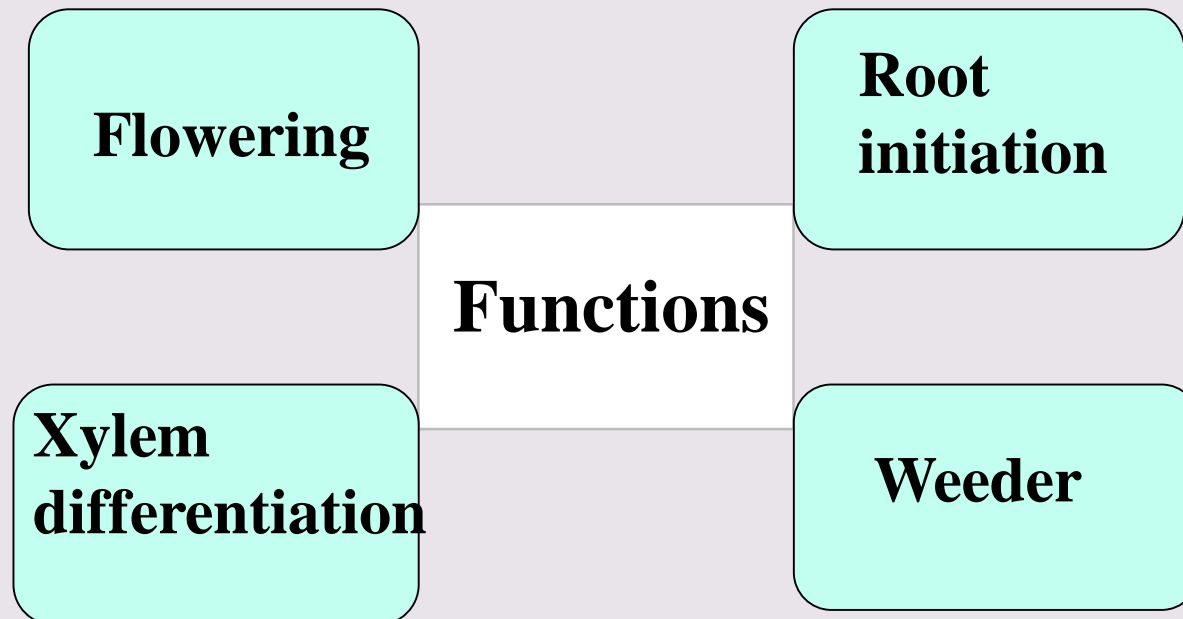 Flowering
Root
initiation
Functions
Xylem
differentiation
Weeder